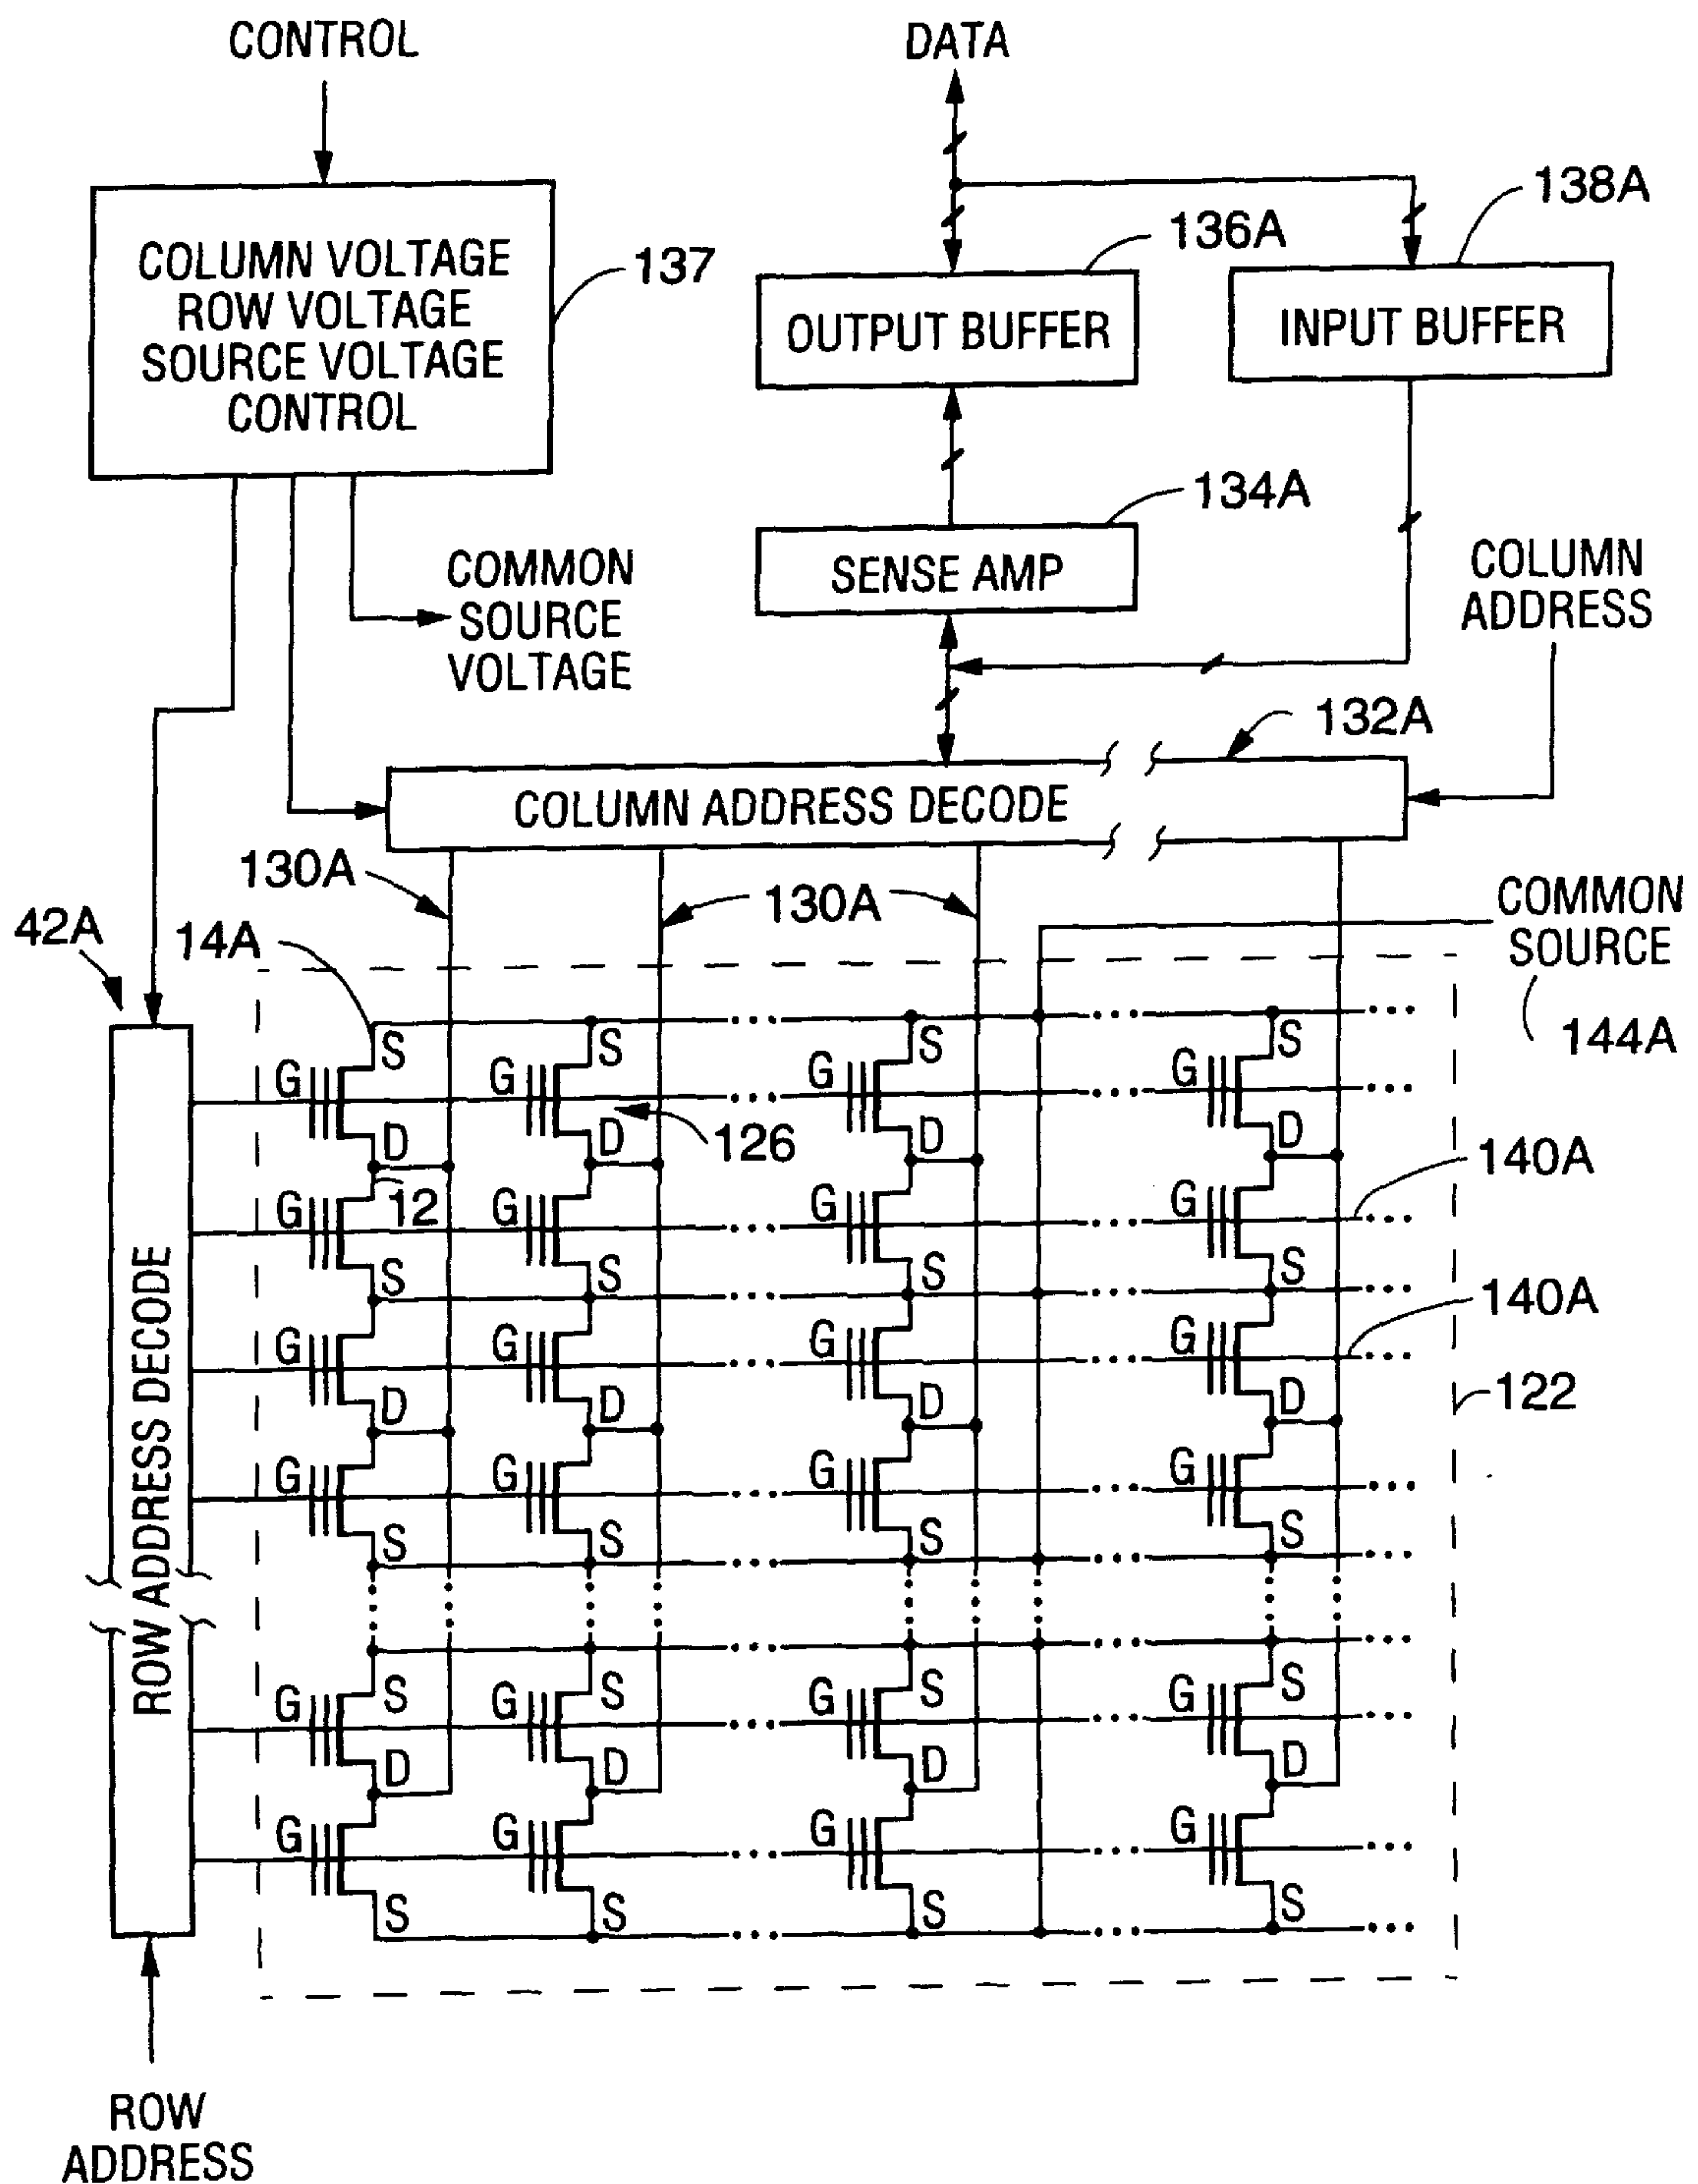 CONTROL
DATA
COLUMN VOLTAGE
ROW VOLTAGE
SOURCE VOLTAGE
CONTROL
137
136A
138A
OUTPUT BUFFER
INPUT BUFFER
134A
SENSE AMP
COMMON
SOURCE
VOLTAGE
COLUMN
ADDRESS
132A
COLUMN ADDRESS DECODE
130A
130A
COMMON
SOURCE
144A
42A
14A
S S S S
G G G G
D D D D
126
12
140A
G G G G
S S S S
140A
G G G G
D D D D
122
G G G G
S S S S
ROW ADDRESS DECODE
S S S S
G G G G
D D D D
G G G G
S S S S
ROW
ADDRESS